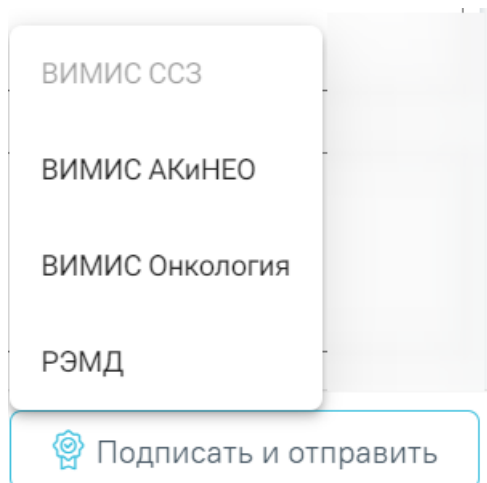 ВИМИС ССЗ
ВИМИС АКиНЕО
ВИМИС Онкология
РЭМД
Подписать и отправить